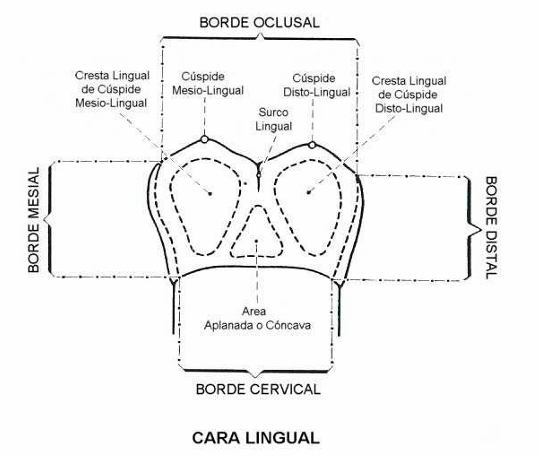 BORDE OCLUSAL
Cresta Lingual
de Cúspide
Mesio-Lingual
Cúspide
Mesio-Lingual
Surco
Lingual
Cúspide
Disto-Lingual
Cresta Lingual
de Cúspide
Disto-Lingual
BORDE MESIAL
BORDE DISTAL
Area
Aplanada o Cóncava
BORDE CERVICAL
CARA LINGUAL